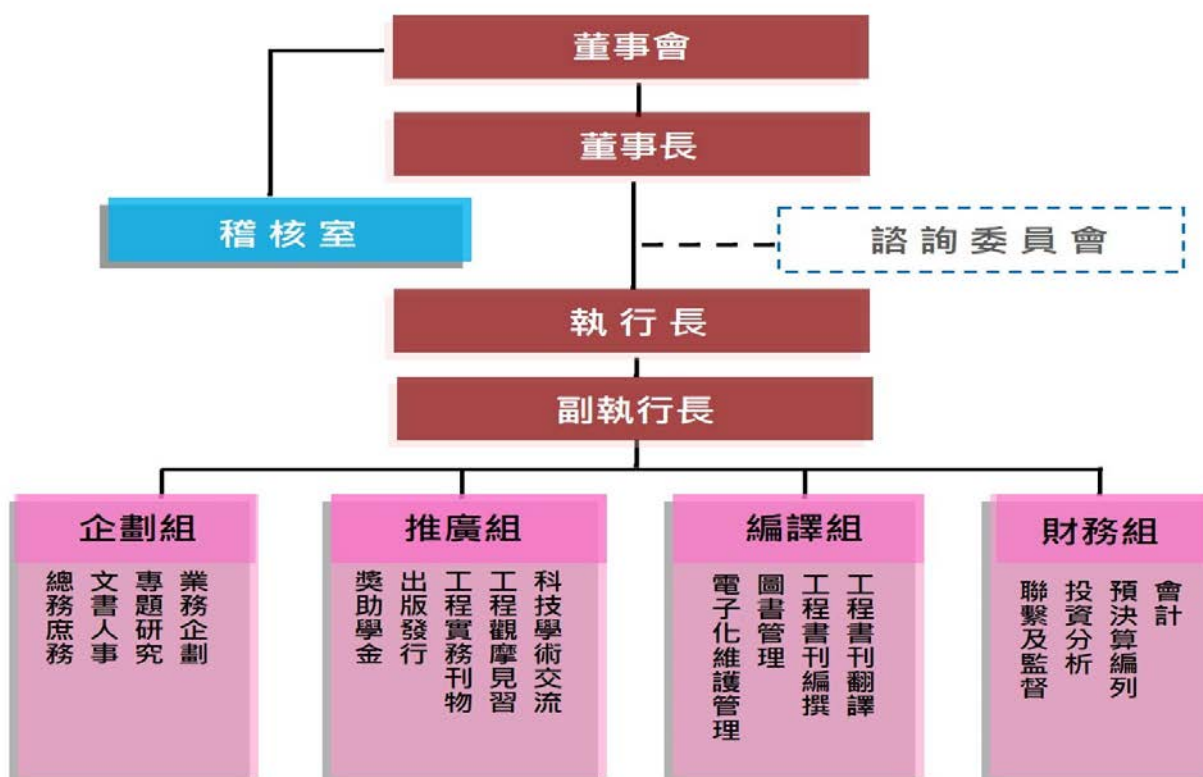 董事會
董事長
稽核室
諮詢委員會
執行長
副執行長
企劃組
業務企劃
專題研究
文書人事
總務庶務
推廣組
科技學術交流
工程觀摩見習
工程實務刊物
出版發行
獎助學金
編譯組
工程書刊翻譯
工程書刊編撰
圖書管理
電子化維護管理
財務組
會計
預決算編列
投資分析
聯繫及監督